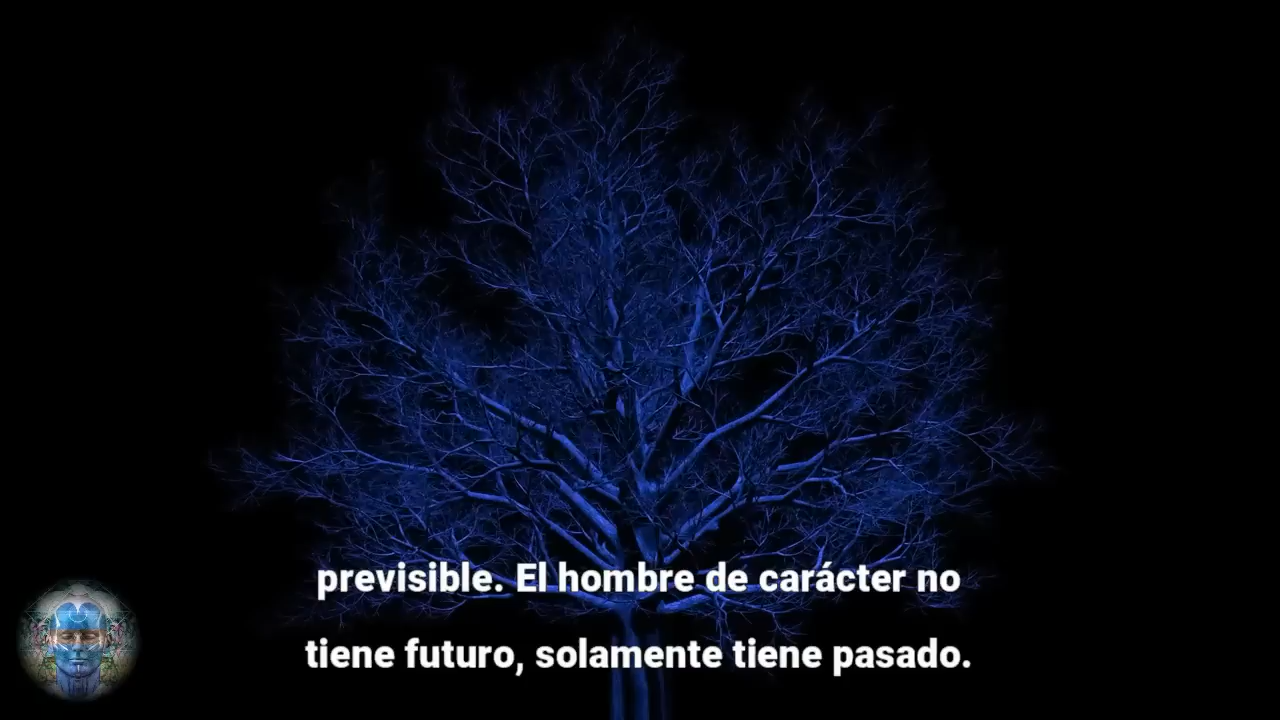 previsible. El hombre de carácter no
tiene futuro, solamente tiene pasado.